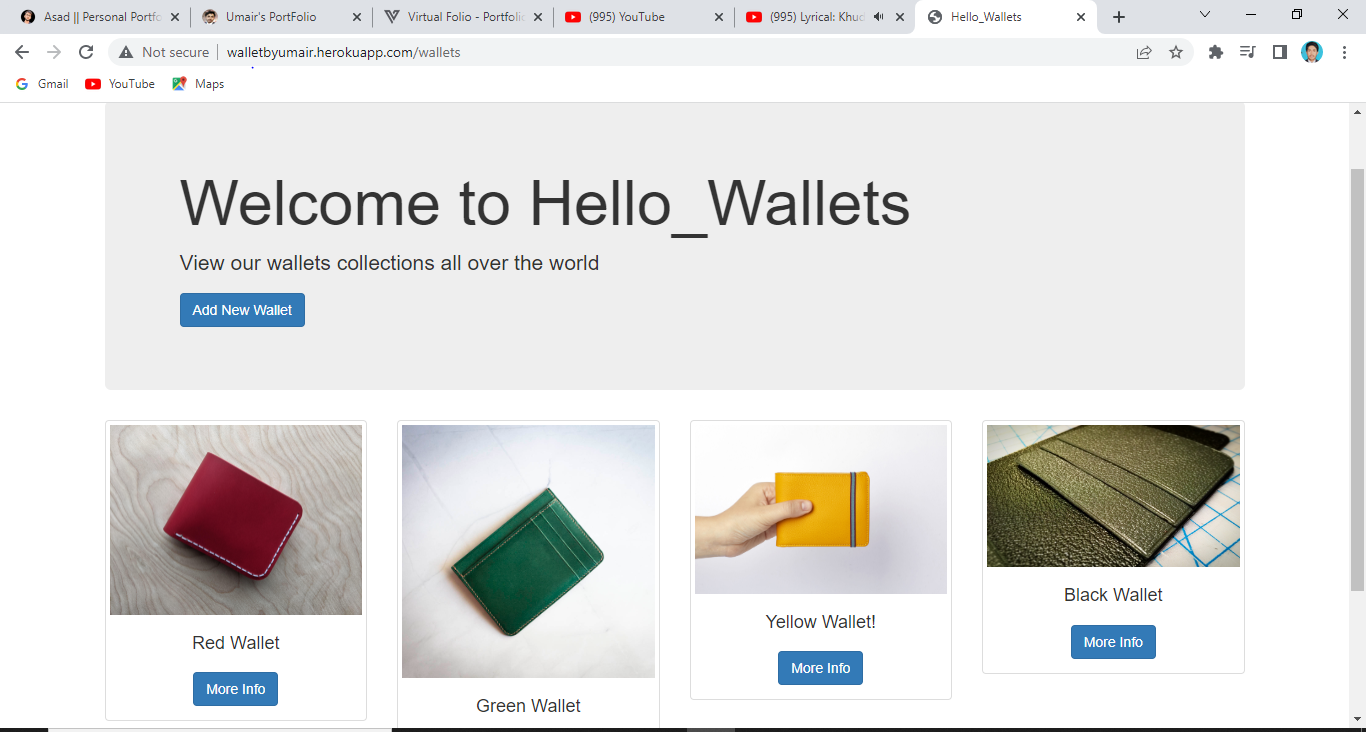 Asad || Personal Portfo
Umair's PortFolio
Virtual Folio - Portfolio
(995) YouTube
(995) Lyrical: Khud
Hello_Wallets
Not secure
walletbyumair.herokuapp.com/wallets
Gmail
YouTube
Maps
Welcome to Hello_Wallets
View our wallets collections all over the world
Add New Wallet
Red Wallet
More Info
Green Wallet
Yellow Wallet!
More Info
Black Wallet
More Info